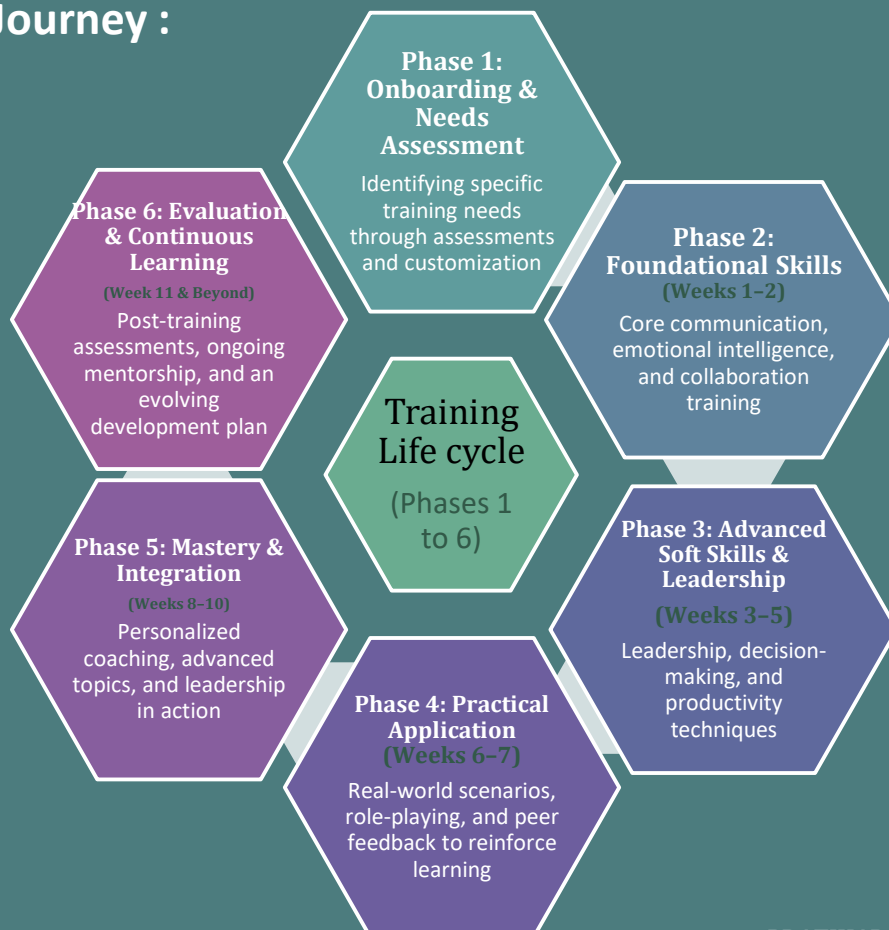 Journey :
Phase 1:
Onboarding &
Needs
Assessment
Identifying specific
training needs
through assessments
and customization
Phase 2:
Foundational Skills
(Weeks 1–2)
Core communication,
emotional intelligence,
and collaboration
training
Phase 3: Advanced
Soft Skills &
Leadership
(Weeks 3–5)
Leadership, decision-
making, and
productivity
techniques
Phase 4: Practical
Application
(Weeks 6–7)
Real-world scenarios,
role-playing, and peer
feedback to reinforce
learning
Phase 5: Mastery &
Integration
(Weeks 8–10)
Personalized
coaching, advanced
topics, and leadership
in action
Phase 6: Evaluation
& Continuous
Learning
(Week 11 & Beyond)
Post-training
assessments, ongoing
mentorship, and an
evolving
development plan
Training
Life cycle
(Phases 1
to 6)